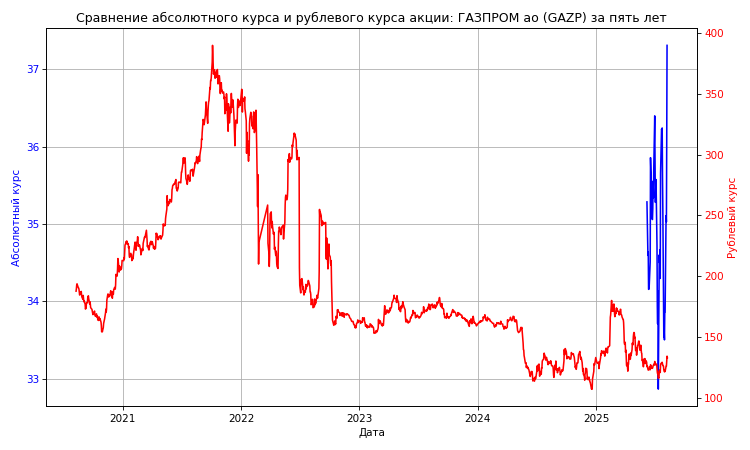 Сравнение абсолютного курса и рублевого курса акции: ГАЗПРОМ ао (GAZP) за пять лет
Абсолютный курс
37
36
35
34
33
400
350
300
250
200
150
100
Рублевый курс
2021 2022 2023 2024 2025
Дата